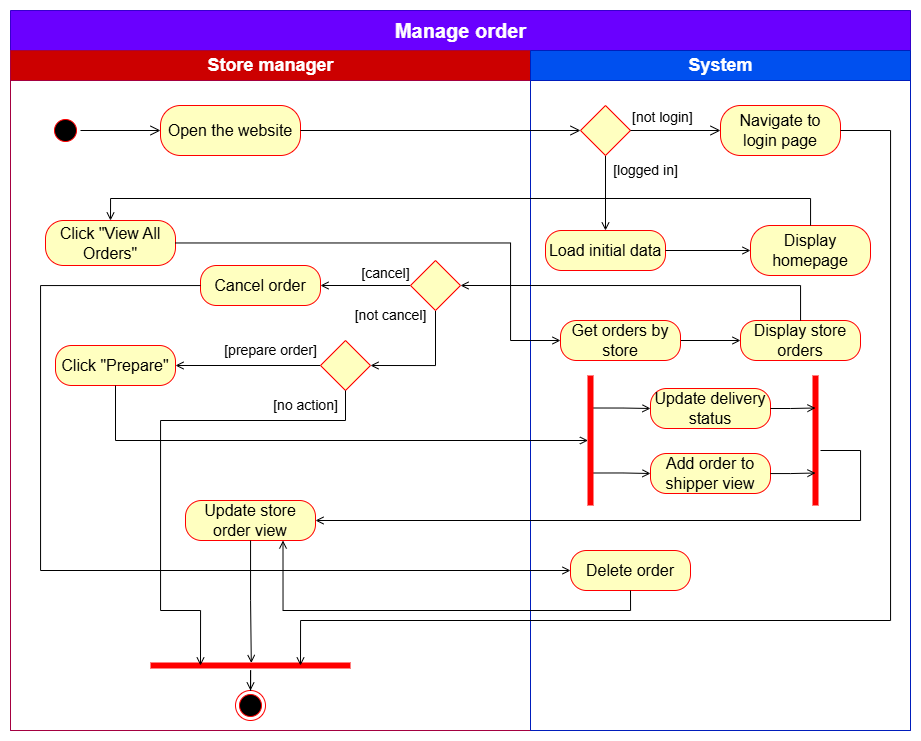 Manage order
Store manager
System
Open the website
[not login]
Navigate to
login page
[logged in]
Click "View All
Orders"
Load initial data
Display
homepage
[cancel]
Cancel order
[not cancel]
Get orders by
store
Display store
orders
[prepare order]
Click "Prepare"
[no action]
Update delivery
status
Add order to
shipper view
Update store
order view
Delete order